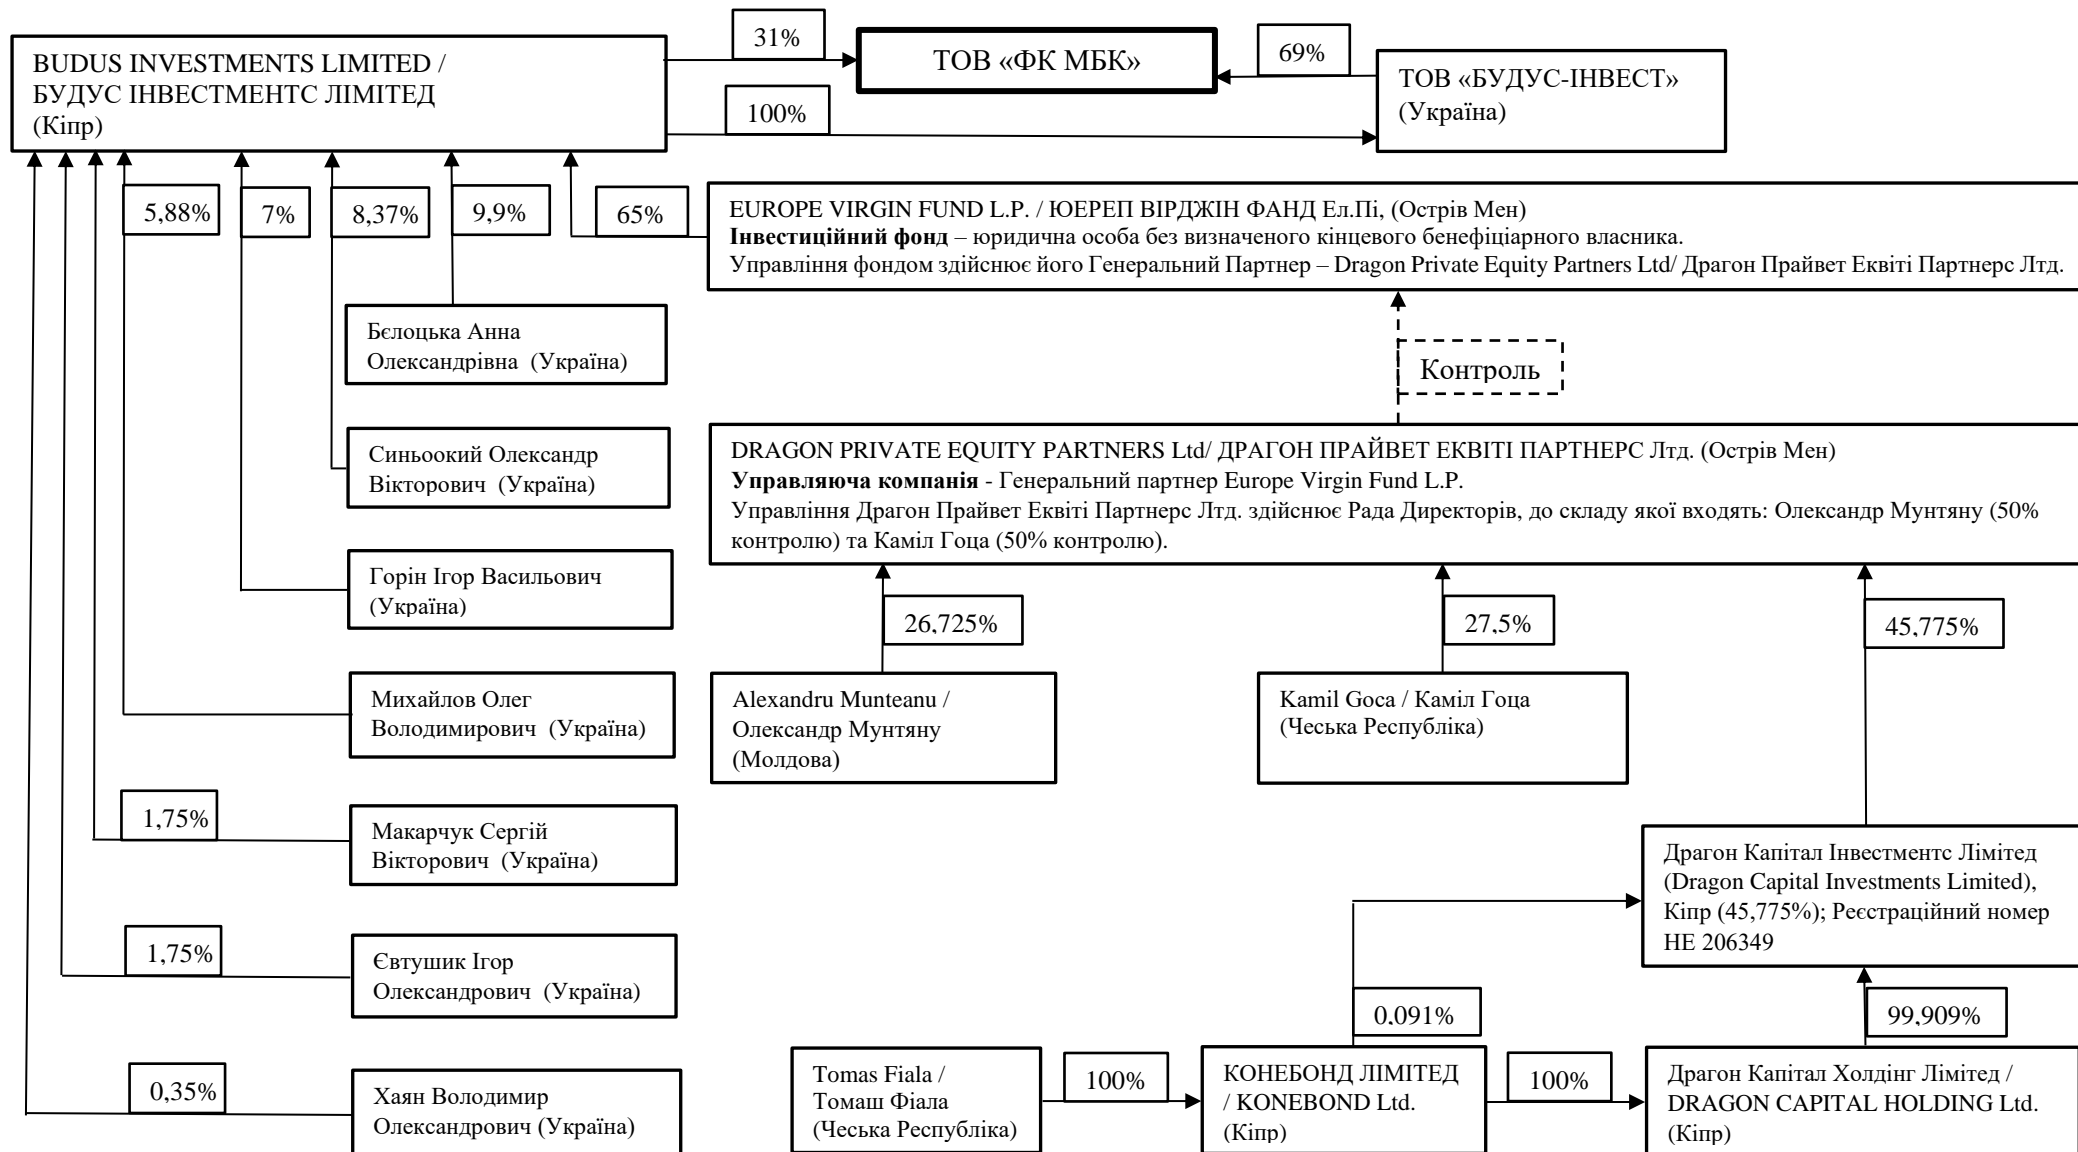 31%
ТОВ «ФК МБК»
69%
BUDUS INVESTMENTS LIMITED /
БУДУС ІНВЕСТМЕНТС ЛІМІТЕД
(Кіпр)
100%
ТОВ «БУДУС-ІНВЕСТ»
(Україна)
5,88%
7%
8,37%
9,9%
65%
EUROPE VIRGIN FUND L.P. / ЮЕРЕП ВІРДЖІН ФАНД Ел.Пі, (Острів Мен)
Інвестиційний фонд – юридична особа без визначеного кінцевого бенефіціарного власника.
Управління фондом здійснює його Генеральний Партнер – Dragon Private Equity Partners Ltd/ Драгон Прайвет Еквіті Партнерс Лтд.
Бєлоцька Анна
Олександрівна (Україна)
Контроль
Синьоокий Олександр
Вікторович (Україна)
DRAGON PRIVATE EQUITY PARTNERS Ltd/ ДРАГОН ПРАЙВЕТ ЕКВІТІ ПАРТНЕРС Лтд. (Острів Мен)
Управляюча компанія - Генеральний партнер Europe Virgin Fund L.P.
Управління Драгон Прайвет Еквіті Партнерс Лтд. здійснює Рада Директорів, до складу якої входять: Олександр Мунтяну (50%
контролю) та Каміл Гоца (50% контролю).
Горін Ігор Васильович
(Україна)
26,725%
27,5%
45,775%
Михайлов Олег
Володимирович (Україна)
Alexandru Munteanu /
Олександр Мунтяну
(Молдова)
Kamil Goca / Каміл Гоца
(Чеська Республіка)
1,75%
Макарчук Сергій
Вікторович (Україна)
Драгон Капітал Інвестментс Лімітед
(Dragon Capital Investments Limited),
Кіпр (45,775%); Реєстраційний номер
НЕ 206349
1,75%
Євтушик Ігор
Олександрович (Україна)
0,091%
99,909%
0,35%
Хаян Володимир
Олександрович (Україна)
Tomas Fiala /
Томаш Фіала
(Чеська Республіка)
100%
КОНЕБОНД ЛІМІТЕД
/ KONEBOND Ltd.
(Кіпр)
100%
Драгон Капітал Холдінг Лімітед /
DRAGON CAPITAL HOLDING Ltd.
(Кіпр)